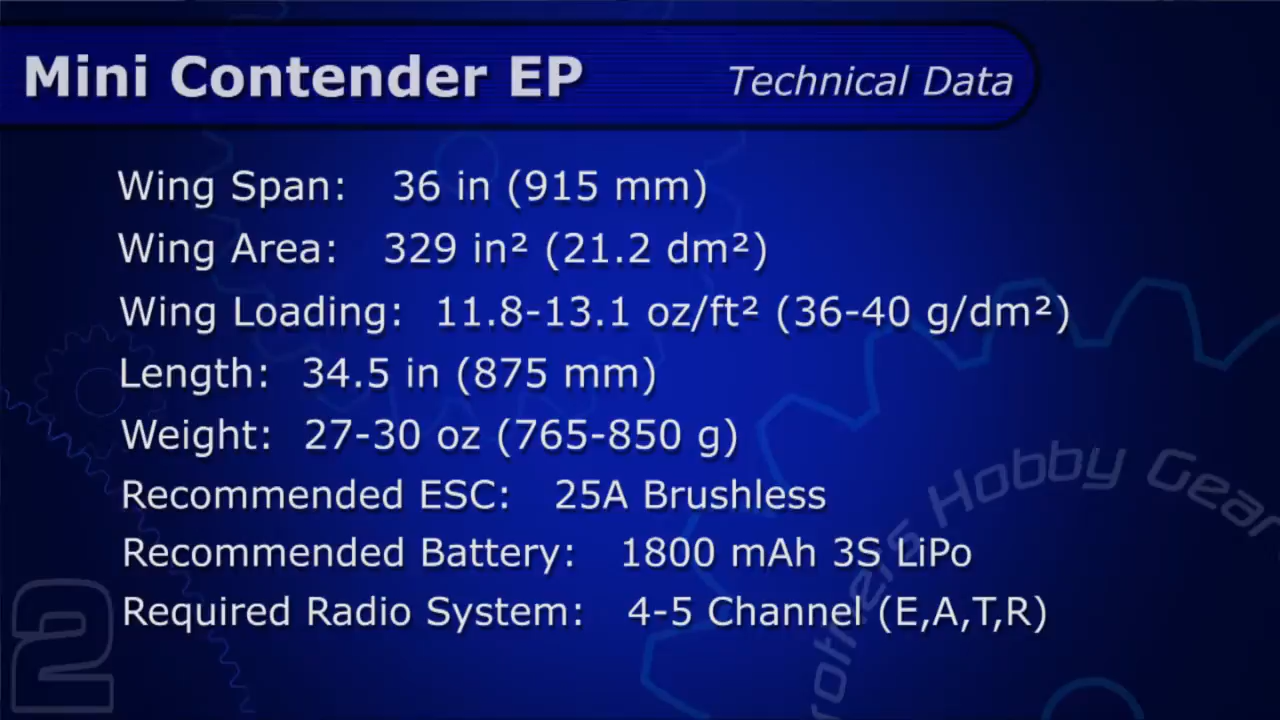 Mini Contender EP
Technical Data
Wing Span: 36 in (915 mm)
Wing Area: 329 in² (21.2 dm²)
Wing Loading: 11.8-13.1 oz/ft² (36-40 g/dm²)
Length: 34.5 in (875 mm)
Weight: 27-30 oz (765-850 g)
Recommended ESC: 25A Brushless
Recommended Battery: 1800 mAh 3S LiPo
Required Radio System: 4-5 Channel (E,A,T,R)
Hobby Gear
2